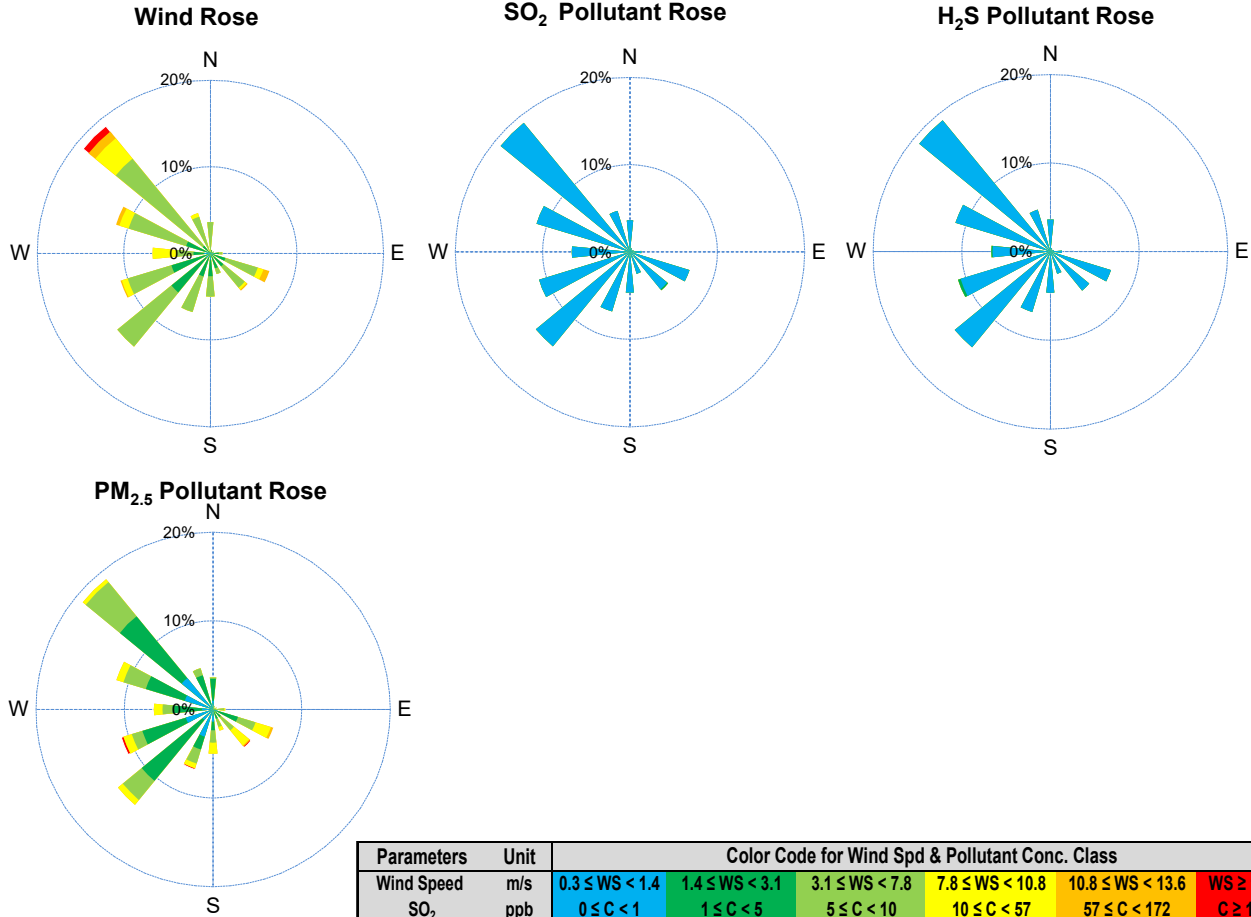 Wind Rose
SO2 Pollutant Rose
H2S Pollutant Rose
N
20%
10%
W
0%
E
S
N
20%
10%
W
0%
E
S
N
20%
10%
W
0%
E
S
PM2.5 Pollutant Rose
N
20%
10%
W
0%
E
S
Parameters Unit Color Code for Wind Spd & Pollutant Conc. Class
Wind Speed m/s 0.3 ≤ WS < 1.4 1.4 ≤ WS < 3.1 3.1 ≤ WS < 7.8 7.8 ≤ WS < 10.8 10.8 ≤ WS < 13.6 WS ≥
SO2 ppb 0 ≤ C < 1 1 ≤ C < 5 5 ≤ C < 10 10 ≤ C < 57 57 ≤ C < 172 C ≥